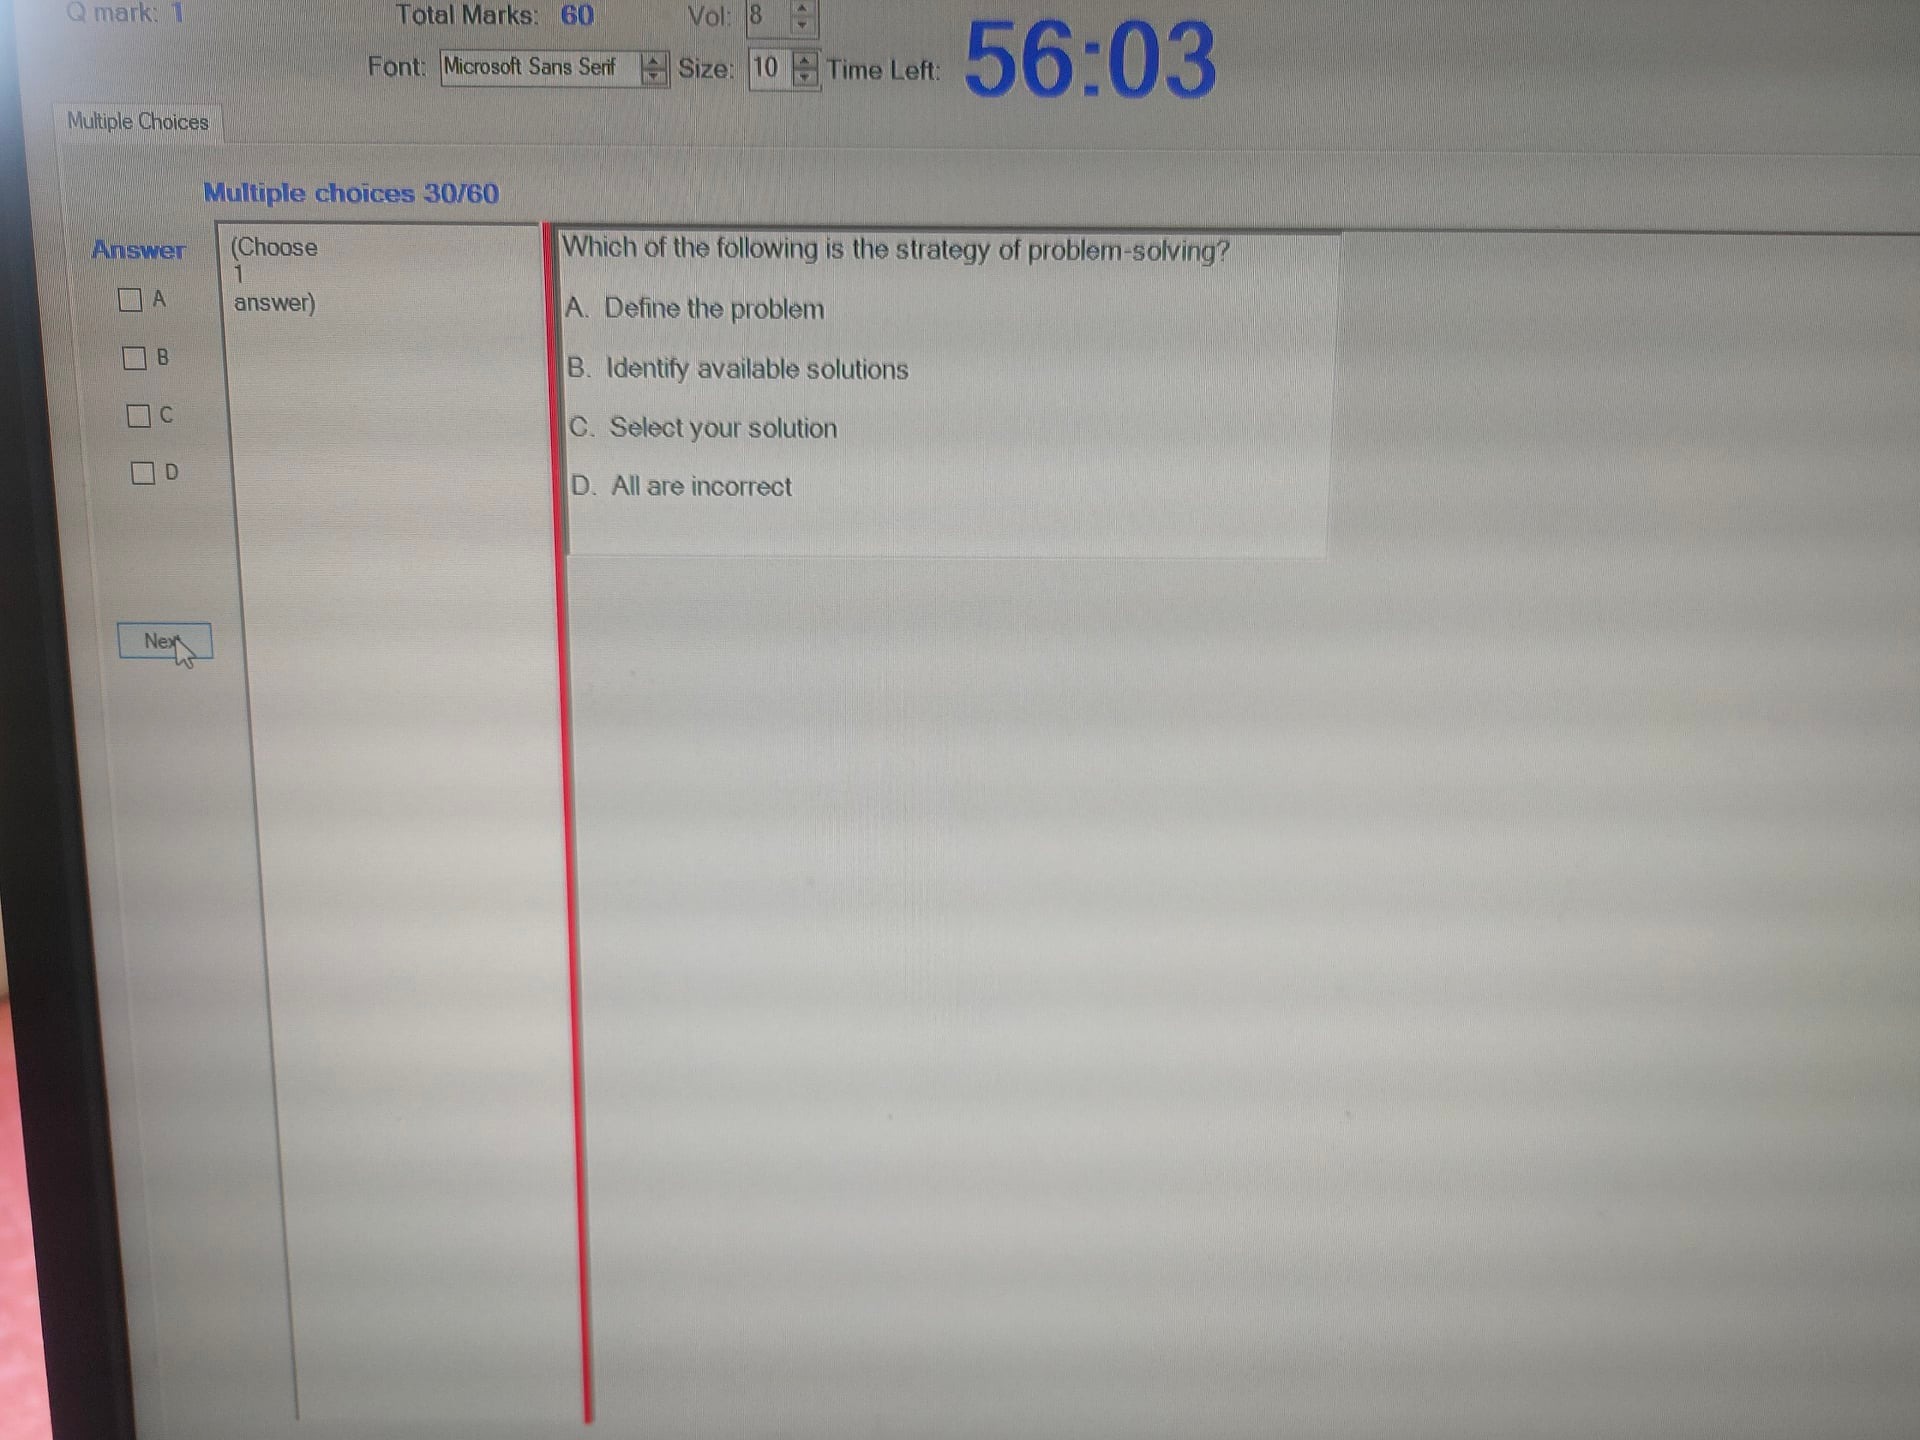 Q mark: 1 Total Marks: 60 Vol: 8
Font: Microsoft Sans Serif Size: 10 Time Left: 56:03
Multiple Choices
Multiple choices 30/60
Answer
A
B
C
D
(Choose
1
answer)
Which of the following is the strategy of problem-solving?
A. Define the problem
B. Identify available solutions
C. Select your solution
D. All are incorrect
Next